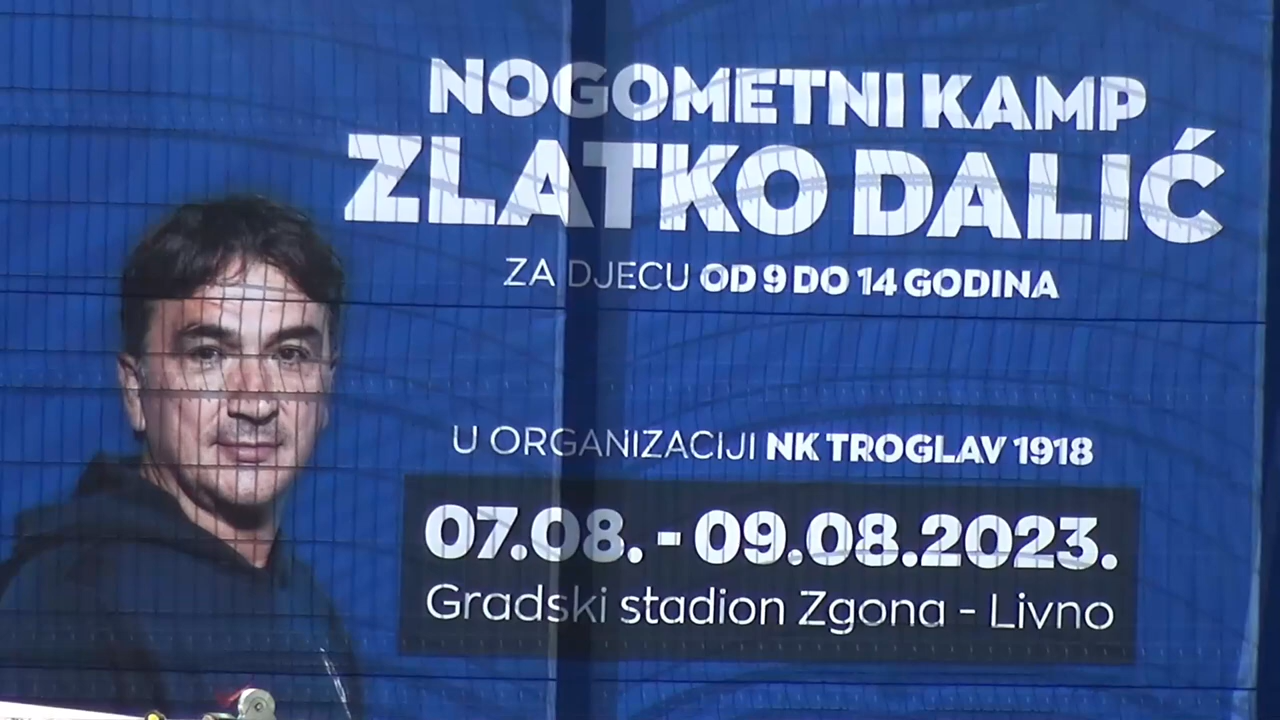 NOGOMETNI KAMP
ZLATKO DALIĆ
ZA DJECU OD 9 DO 14 GODINA
U ORGANIZACIJI NK TROGLAV 1918
07.08. - 09.08.2023.
Gradski stadion Zgona - Livno